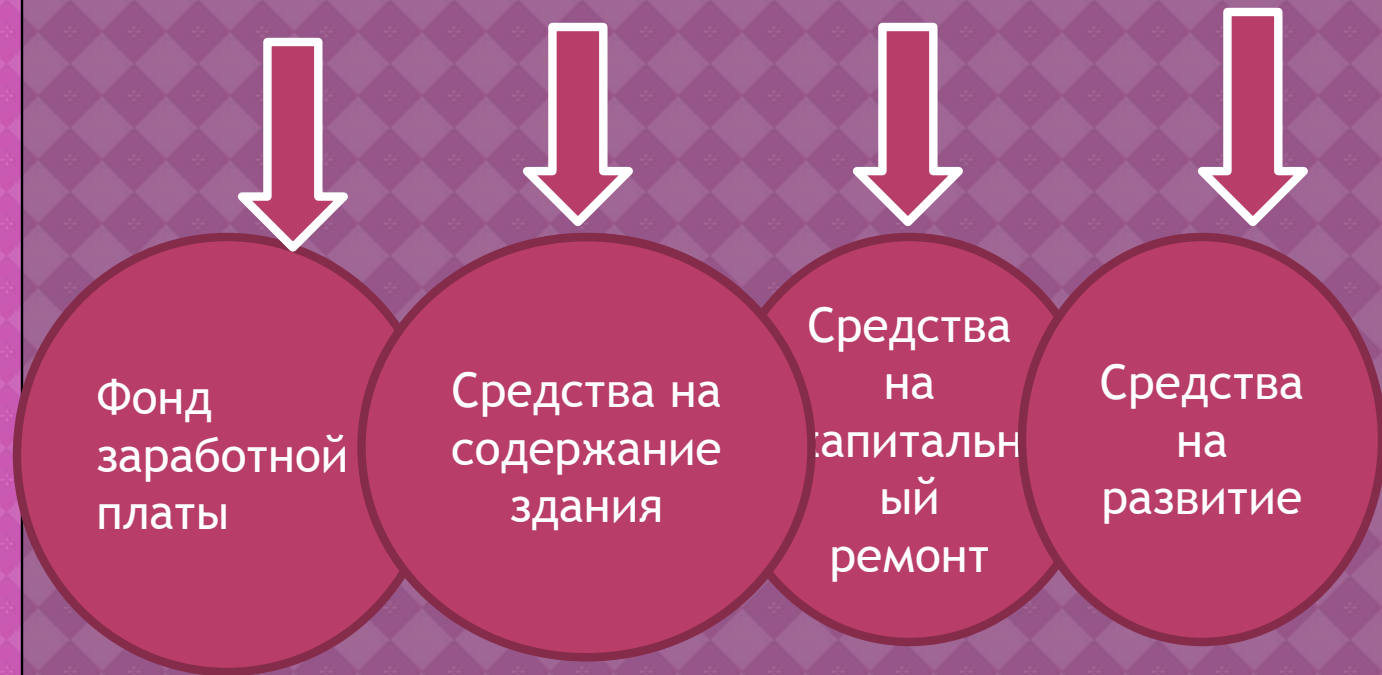 Фонд
заработной
платы
Средства на
содержание
здания
Средства
на
капитальн
ый
ремонт
Средства
на
развитие